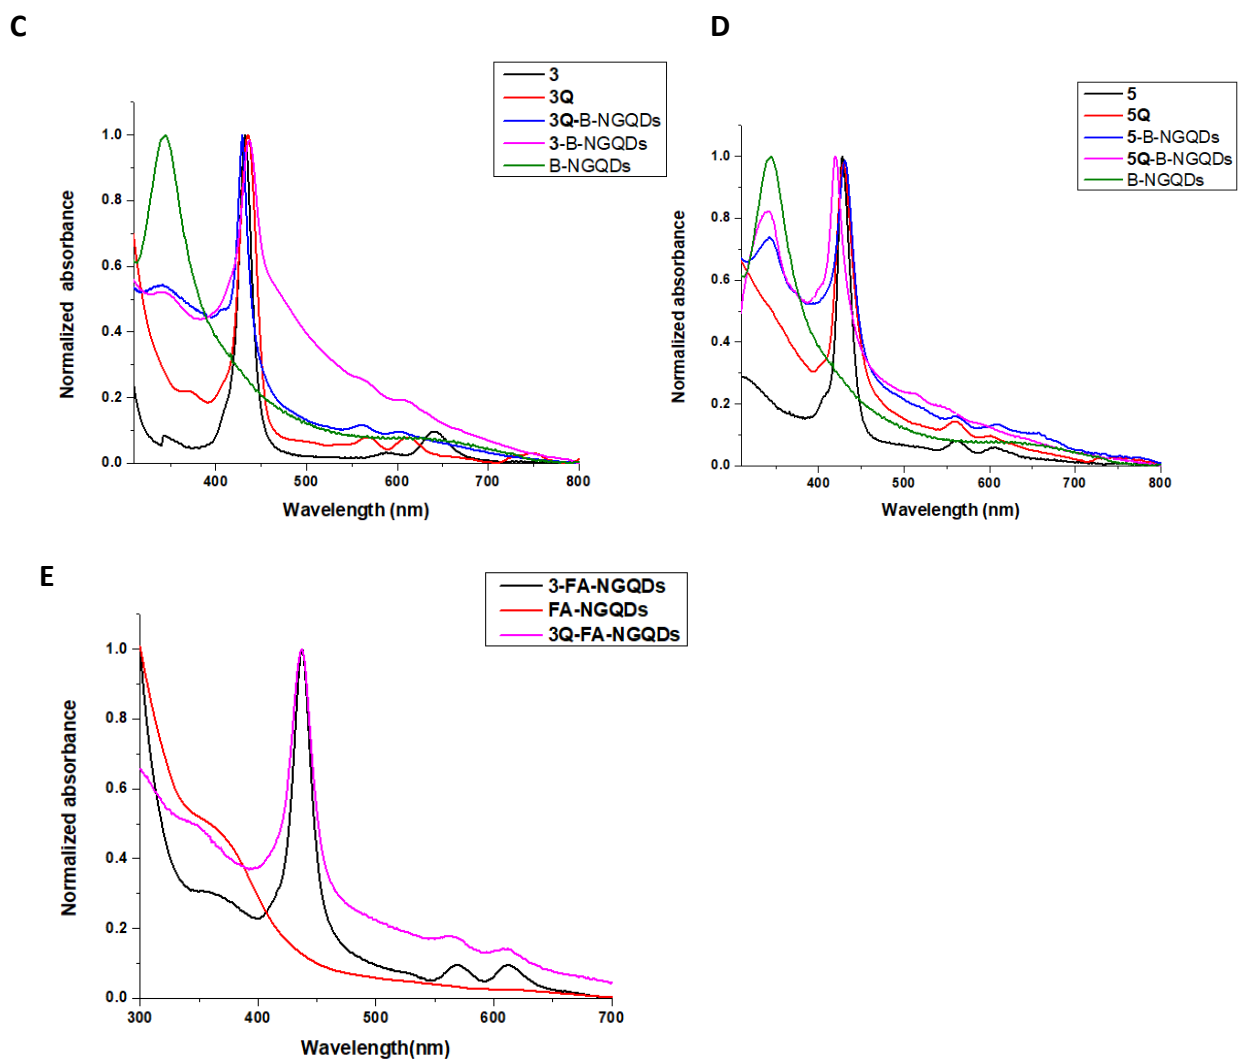 C
3
3Q
3Q-B-NGQDs
3-B-NGQDs
B-NGQDs
1.0
0.8
0.6
0.4
0.2
0.0
Normalized absorbance
400
500
600
700
800
Wavelength (nm)
D
5
5Q
5-B-NGQDs
5Q-B-NGQDs
B-NGQDs
1.0
0.8
0.6
0.4
0.2
0.0
Normalized absorbance
400
500
600
700
800
Wavelength (nm)
E
3-FA-NGQDs
FA-NGQDs
3Q-FA-NGQDs
1.0
0.8
0.6
0.4
0.2
0.0
Normalized absorbance
300
400
500
600
700
Wavelength(nm)